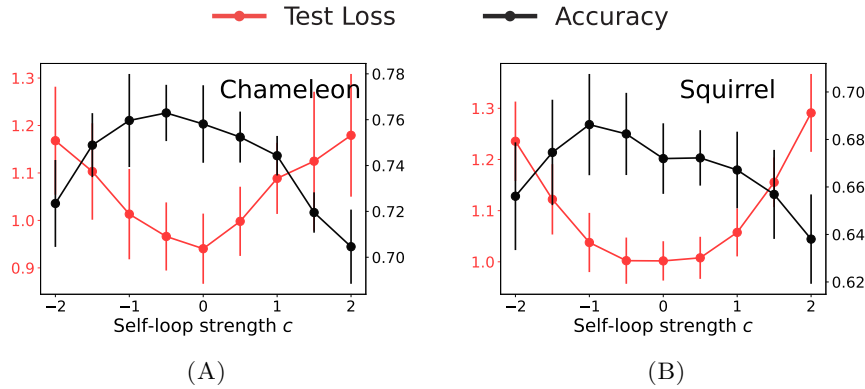 Test Loss Accuracy
Chameleon
1.3
1.2
1.1
1.0
0.9
0.78
0.76
0.74
0.72
0.70
−2 −1 0 1 2
Self-loop strength c
(A)
Squirrel
1.3
1.2
1.1
1.0
0.70
0.68
0.66
0.64
0.62
−2 −1 0 1 2
Self-loop strength c
(B)